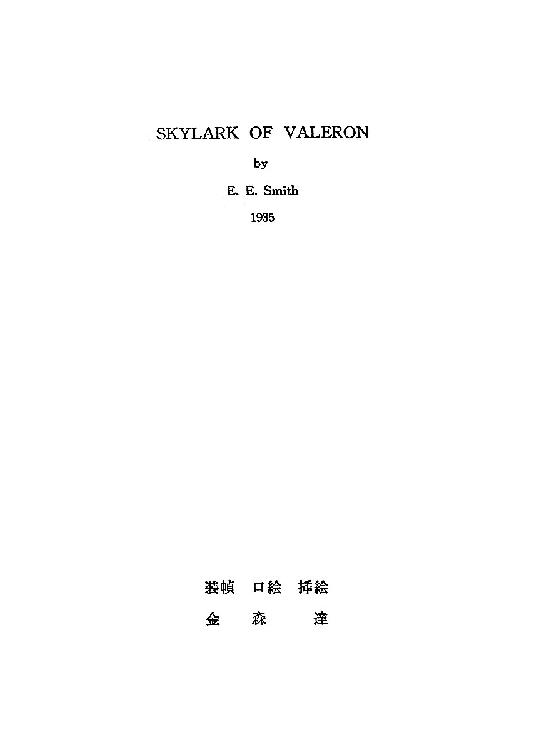 SKYLARK OF VALERON
by
E. E. Smith
1935
装幀 口絵 挿絵
金森 達